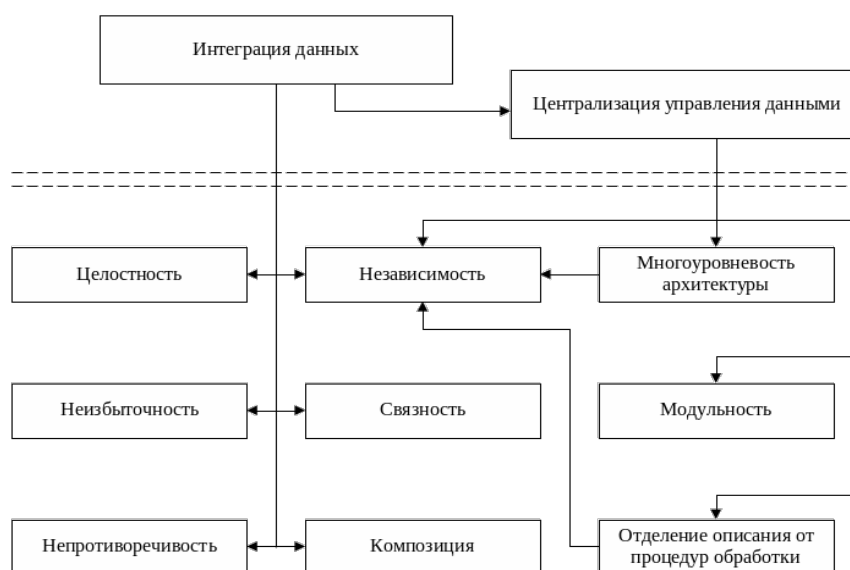 Интеграция данных
Централизация управления данными
Целостность
Независимость
Многоуровневость
архитектуры
Неизбыточность
Связность
Модульность
Непротиворечивость
Композиция
Отделение описания от
процедур обработки